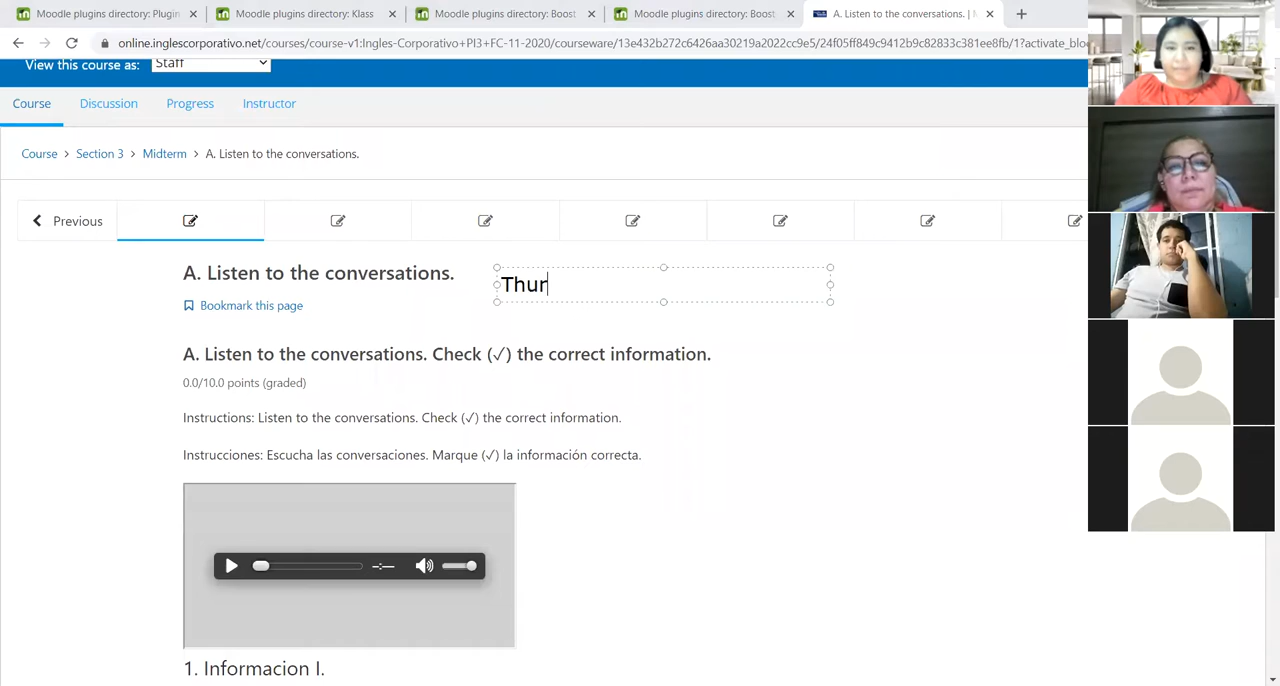 Moodle plugins directory: Plugin
Moodle plugins directory: Klass
Moodle plugins directory: Boost
Moodle plugins directory: Boost
A. Listen to the conversations. | M
online.inglescorporativo.net/courses/course-v1:Ingles-Corporativo+PI3+FC-11-2020/courseware/13e432b272c6426aa30219a2022cc9e5/24f05ff849c9412b9c82833c381ee8fb/1?activate_bloc
View this course as: Staff
Course Discussion Progress Instructor
Course > Section 3 > Midterm > A. Listen to the conversations.
Previous
A. Listen to the conversations.
Thur
Bookmark this page
A. Listen to the conversations. Check (✓) the correct information.
0.0/10.0 points (graded)
Instructions: Listen to the conversations. Check (✓) the correct information.
Instrucciones: Escucha las conversaciones. Marque (✓) la información correcta.
-:--
1. Informacion I.